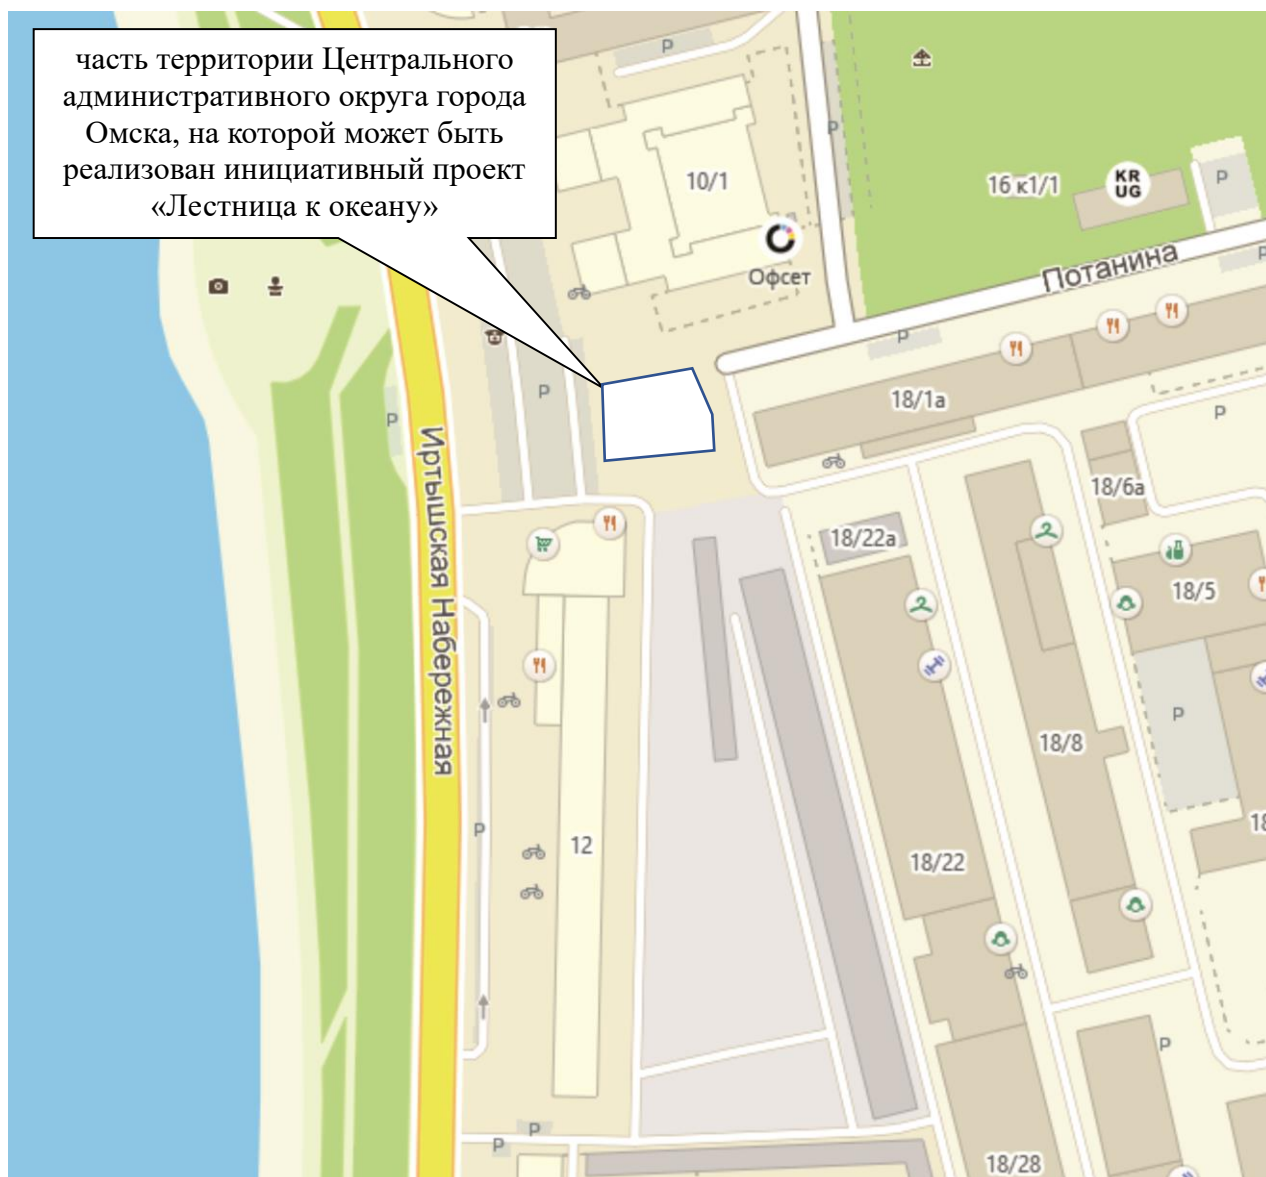 часть территории Центрального
административного округа города
Омска, на которой может быть
реализован инициативный проект
«Лестница к океану»
P
P
10/1
16 к1/1
KR
UG
P
Офсет
Потанина
P
P
P
P
18/1а
P
Иртышская Набережная
18/6а
18/22а
18/5
P
18/8
P
12
18/22
18
P
P
P
18/28